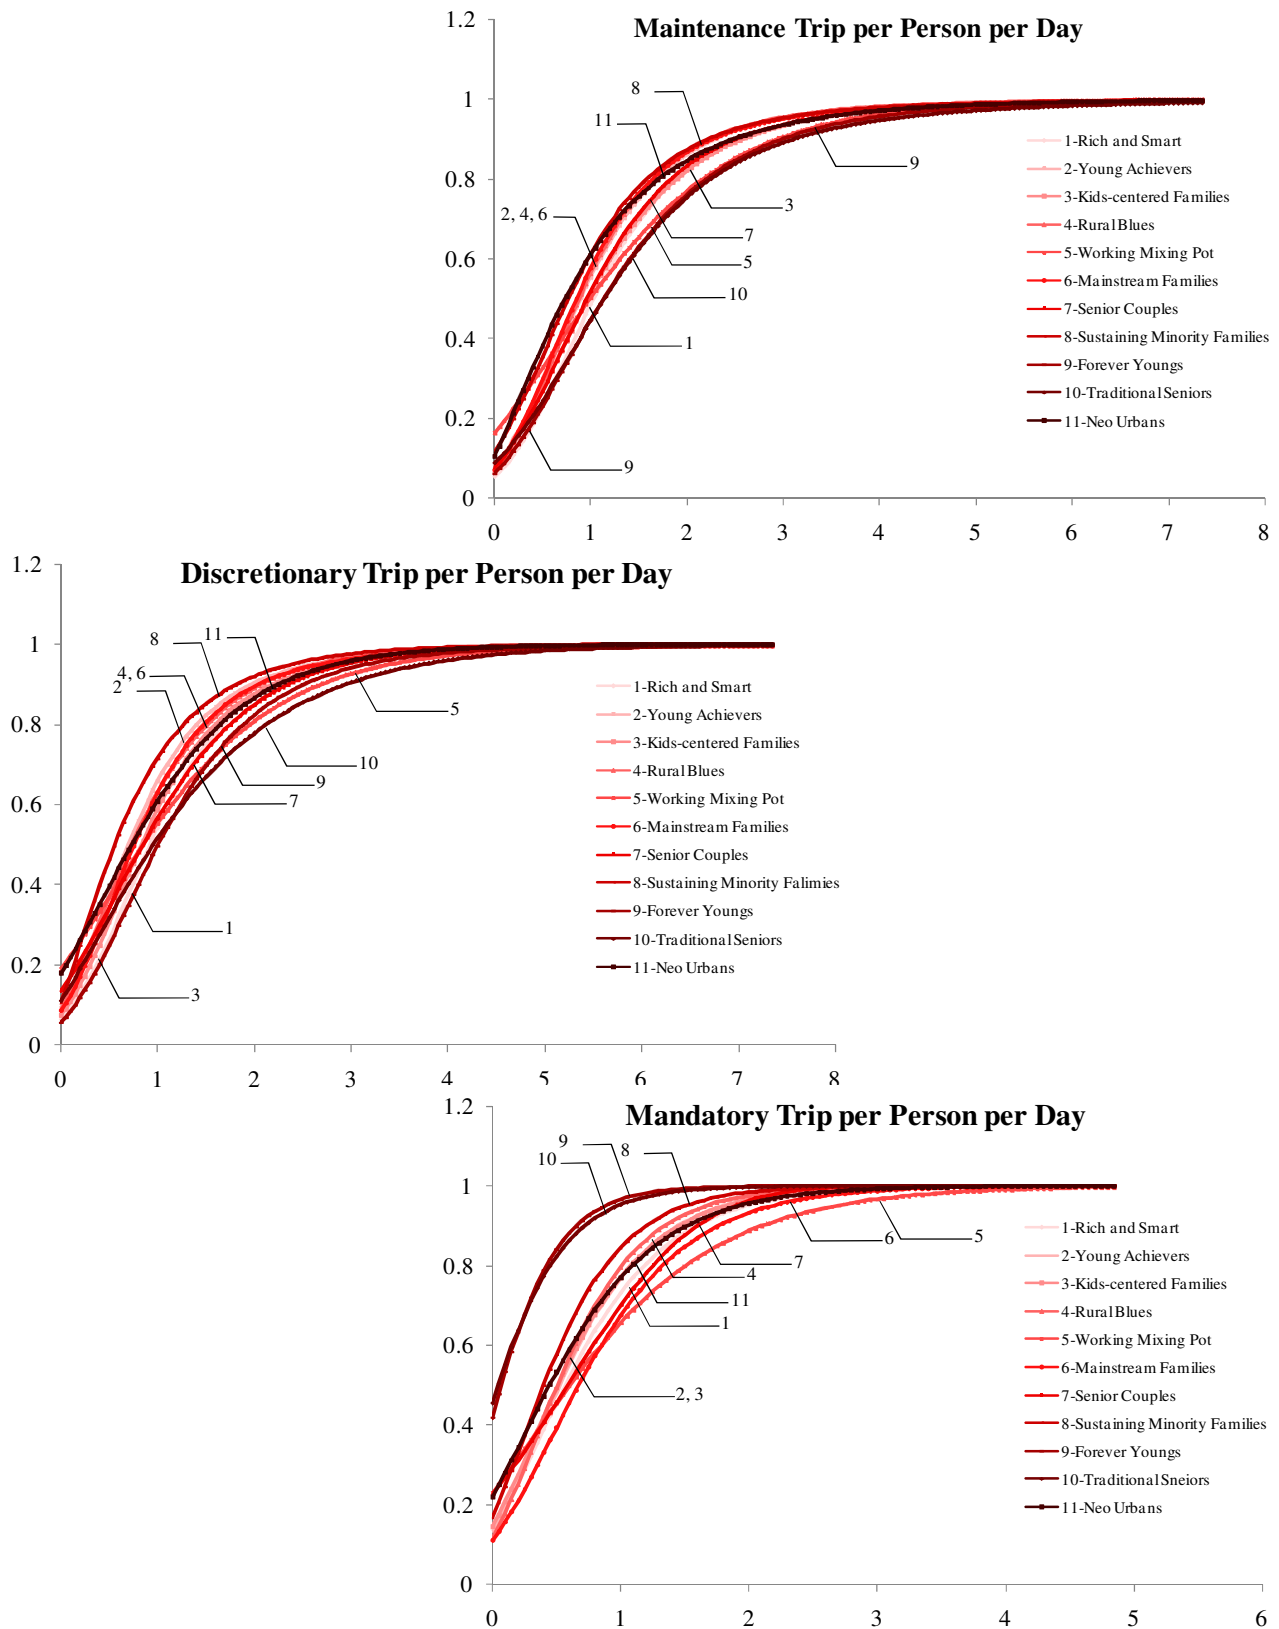 Maintenance Trip per Person per Day
1.2
1
0.8
0.6
0.4
0.2
0
0 1 2 3 4 5 6 7 8
8
11
9
3
2, 4, 6
7
5
10
1
9
1-Rich and Smart
2-Young Achievers
3-Kids-centered Families
4-Rural Blues
5-Working Mixing Pot
6-Mainstream Families
7-Senior Couples
8-Sustaining Minority Families
9-Forever Youngs
10-Traditional Seniors
11-Neo Urbans
Discretionary Trip per Person per Day
1.2
1
0.8
0.6
0.4
0.2
0
0 1 2 3 4 5 6 7 8
8
11
4, 6
2
5
10
9
7
1
3
1-Rich and Smart
2-Young Achievers
3-Kids-centered Families
4-Rural Blues
5-Working Mixing Pot
6-Mainstream Families
7-Senior Couples
8-Sustaining Minority Falimies
9-Forever Youngs
10-Traditional Seniors
11-Neo Urbans
Mandatory Trip per Person per Day
1.2
1
0.8
0.6
0.4
0.2
0
0 1 2 3 4 5 6
9
10
8
6
5
7
4
11
1
2, 3
1-Rich and Smart
2-Young Achievers
3-Kids-centered Families
4-Rural Blues
5-Working Mixing Pot
6-Mainstream Families
7-Senior Couples
8-Sustaining Minority Families
9-Forever Youngs
10-Traditional Sneiors
11-Neo Urbans